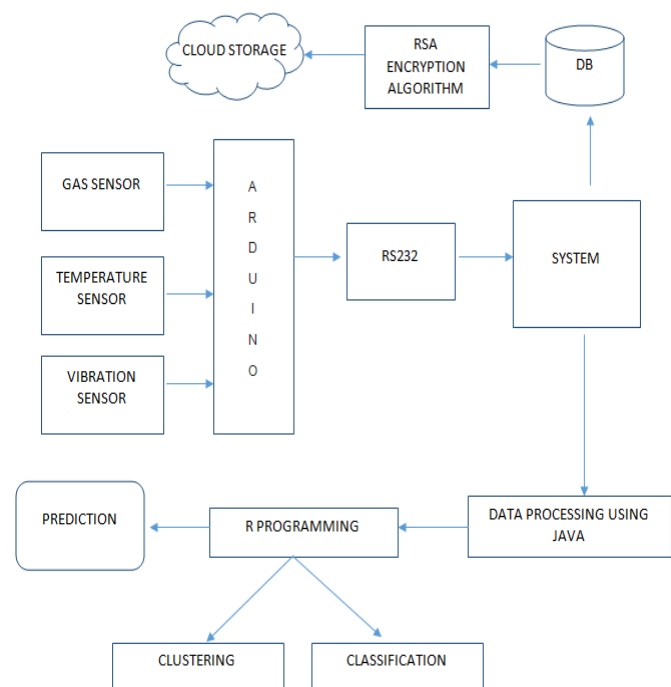 CLOUD STORAGE
RSA
ENCRYPTION
ALGORITHM
DB
GAS SENSOR
TEMPERATURE
SENSOR
VIBRATION
SENSOR
A
R
D
U
I
N
O
RS232
SYSTEM
PREDICTION
R PROGRAMMING
DATA PROCESSING USING
JAVA
CLUSTERING
CLASSIFICATION